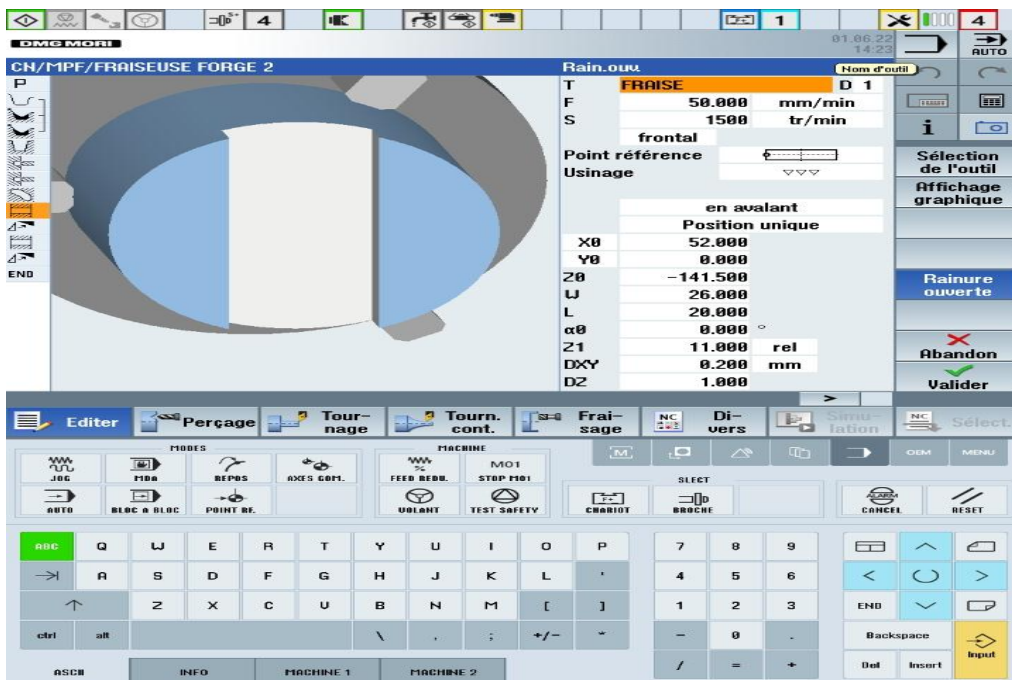 4 1 4
DMG MORI
01.06.22
14:23
AUTO
CN/MPF/FRAISEUSE FORGE 2
Rain.ouv.
Nom d'outil
P
T FRAISE D 1
F 50.000 mm/min
S 1500 tr/min
frontal
Point référence
Usinage ▽▽▽
en avalant
Position unique
X0 52.000
Y0 0.000
Z0 -141.500
W 26.000
L 20.000
α0 0.000 °
Z1 11.000 rel
DXY 0.200 mm
DZ 1.000
END
i
Sélection
de l'outil
Affichage
graphique
Rainure
ouverte
Abandon
Valider
>
Editer
Perçage
Tour-
nage
Tourn.
cont.
Frai-
sage
NC
Di-
vers
Simu-
lation
NC
Sélect.
MODES
MACHINE
SLECT
JOG
MDA
REPOS
AXES GOM.
%
FEED REDU.
M01
STOP M01
M
OEM
MENU
AUTO
BLOC A BLOC
POINT RE.
VOLANT
TEST SAFETY
CHARIOT
BROCHE
ALARM
CANCEL
RESET
ABC Q W E R T Y U I O P 7 8 9
A S D F G H J K L ' 4 5 6 < >
Z X C V B N M [ ] 1 2 3 END
ctrl alt \ , ; +/- * - 0 . Backspace
Input
/ = + Del Insert
ASCII INFO MACHINE 1 MACHINE 2